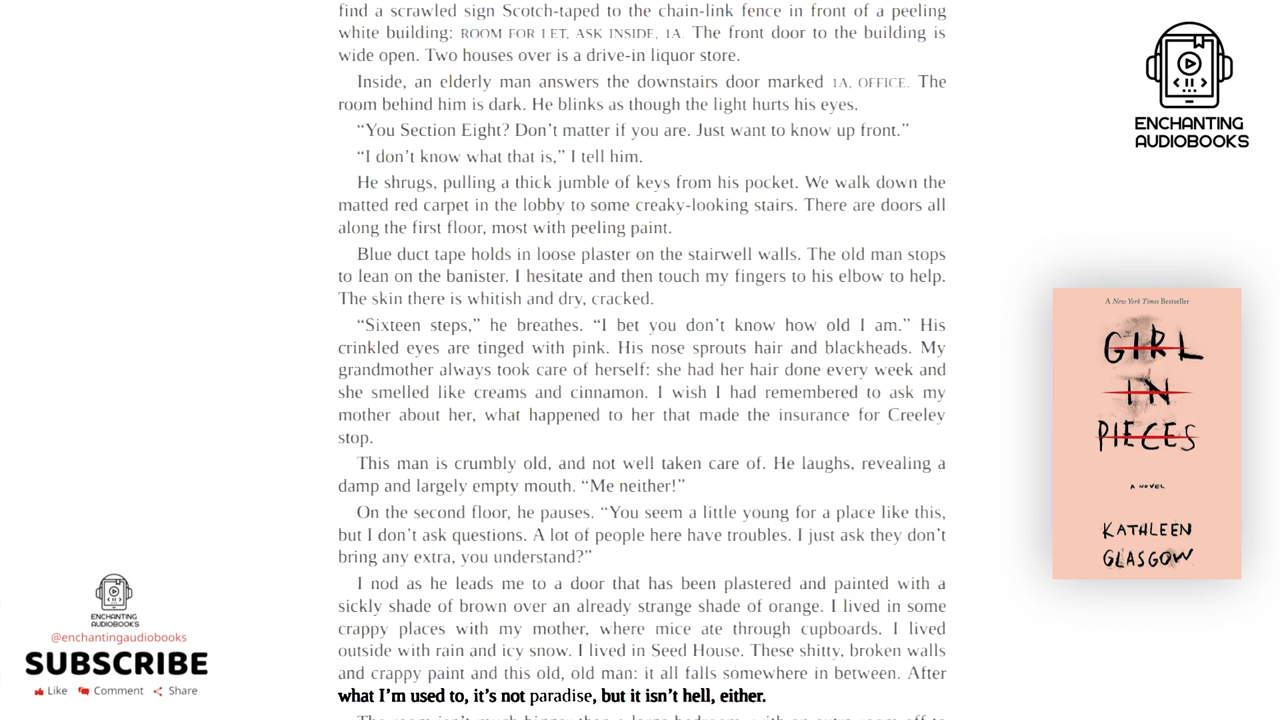 find a scrawled sign Scotch-taped to the chain-link fence in front of a peeling
white building: ROOM FOR LET, ASK INSIDE, 1A. The front door to the building is
wide open. Two houses over is a drive-in liquor store.
Inside, an elderly man answers the downstairs door marked 1A, OFFICE. The
room behind him is dark. He blinks as though the light hurts his eyes.
“You Section Eight? Don’t matter if you are. Just want to know up front.”
“I don’t know what that is,” I tell him.
He shrugs, pulling a thick jumble of keys from his pocket. We walk down the
matted red carpet in the lobby to some creaky-looking stairs. There are doors all
along the first floor, most with peeling paint.
Blue duct tape holds in loose plaster on the stairwell walls. The old man stops
to lean on the banister. I hesitate and then touch my fingers to his elbow to help.
The skin there is whitish and dry, cracked.
“Sixteen steps,” he breathes. “I bet you don’t know how old I am.” His
crinkled eyes are tinged with pink. His nose sprouts hair and blackheads. My
grandmother always took care of herself: she had her hair done every week and
she smelled like creams and cinnamon. I wish I had remembered to ask my
mother about her, what happened to her that made the insurance for Creeley
stop.
This man is crumbly old, and not well taken care of. He laughs, revealing a
damp and largely empty mouth. “Me neither!”
On the second floor, he pauses. “You seem a little young for a place like this,
but I don’t ask questions. A lot of people here have troubles. I just ask they don’t
bring any extra, you understand?”
I nod as he leads me to a door that has been plastered and painted with a
sickly shade of brown over an already strange shade of orange. I lived in some
crappy places with my mother, where mice ate through cupboards. I lived
outside with rain and icy snow. I lived in Seed House. These shitty, broken walls
and crappy paint and this old, old man: it all falls somewhere in between. After
what I’m used to, it’s not paradise, but it isn’t hell, either.
The room isn’t much bigger than a large bedroom, with an extra room off to
ENCHANTING
AUDIOBOOKS
A New York Times Bestseller
GIRL
IN
PIECES
A NOVEL
KATHLEEN
GLASGOW
ENCHANTING
AUDIOBOOKS
@enchantingaudiobooks
SUBSCRIBE
Like Comment Share